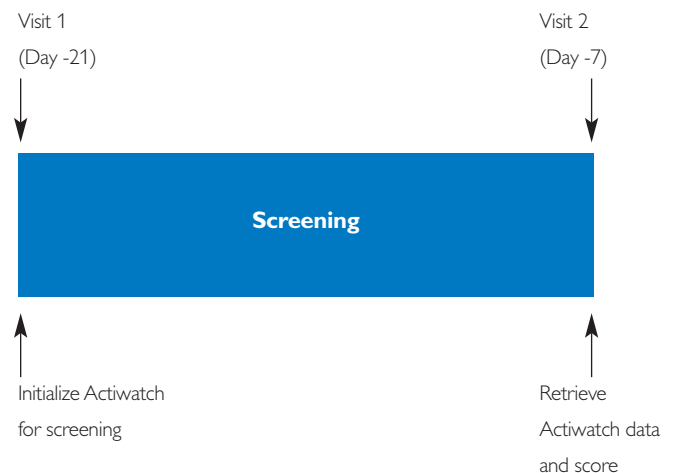 Visit 1
(Day -21)
Visit 2
(Day -7)
Screening
Initialize Actiwatch
for screening
Retrieve
Actiwatch data
and score